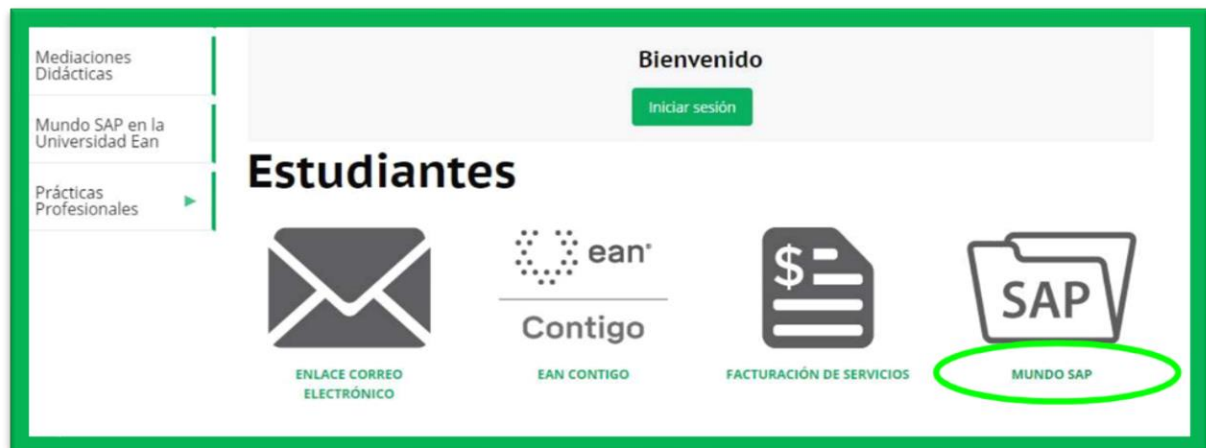 Mediaciones
Didácticas
Mundo SAP en la
Universidad Ean
Prácticas
Profesionales
Bienvenido
Iniciar sesión
Estudiantes
ean
Contigo
$
SAP
ENLACE CORREO
ELECTRÓNICO
EAN CONTIGO
FACTURACIÓN DE SERVICIOS
MUNDO SAP